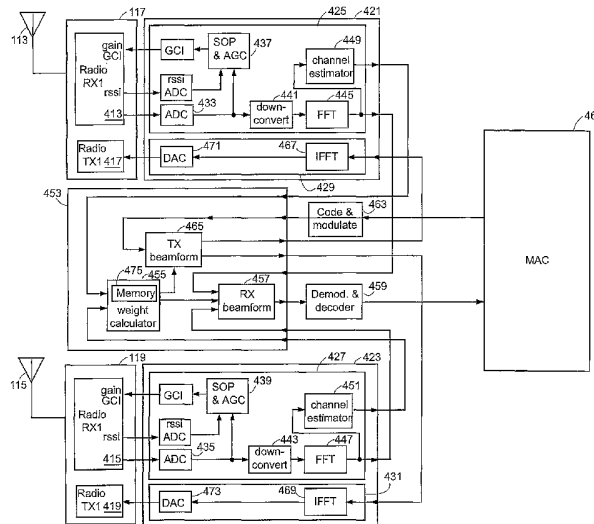 117
425
421
113
gain
GCI
GCI
SOP
& AGC
437
449
channel
estimator
Radio
RX1
rssi
rssi
ADC
433
441
445
413
ADC
down-
convert
FFT
Radio
TX1 417
471
DAC
467
IFFT
429
453
463
Code &
modulate
465
TX
beamform
475
455
Memory
weight
calculator
457
RX
beamform
459
Demod. &
decoder
MAC
119
427
423
115
gain
GCI
GCI
SOP
& AGC
439
451
channel
estimator
Radio
RX1
rssi
rssi
ADC
435
443
447
415
ADC
down-
convert
FFT
431
Radio
TX1 419
473
DAC
469
IFFT